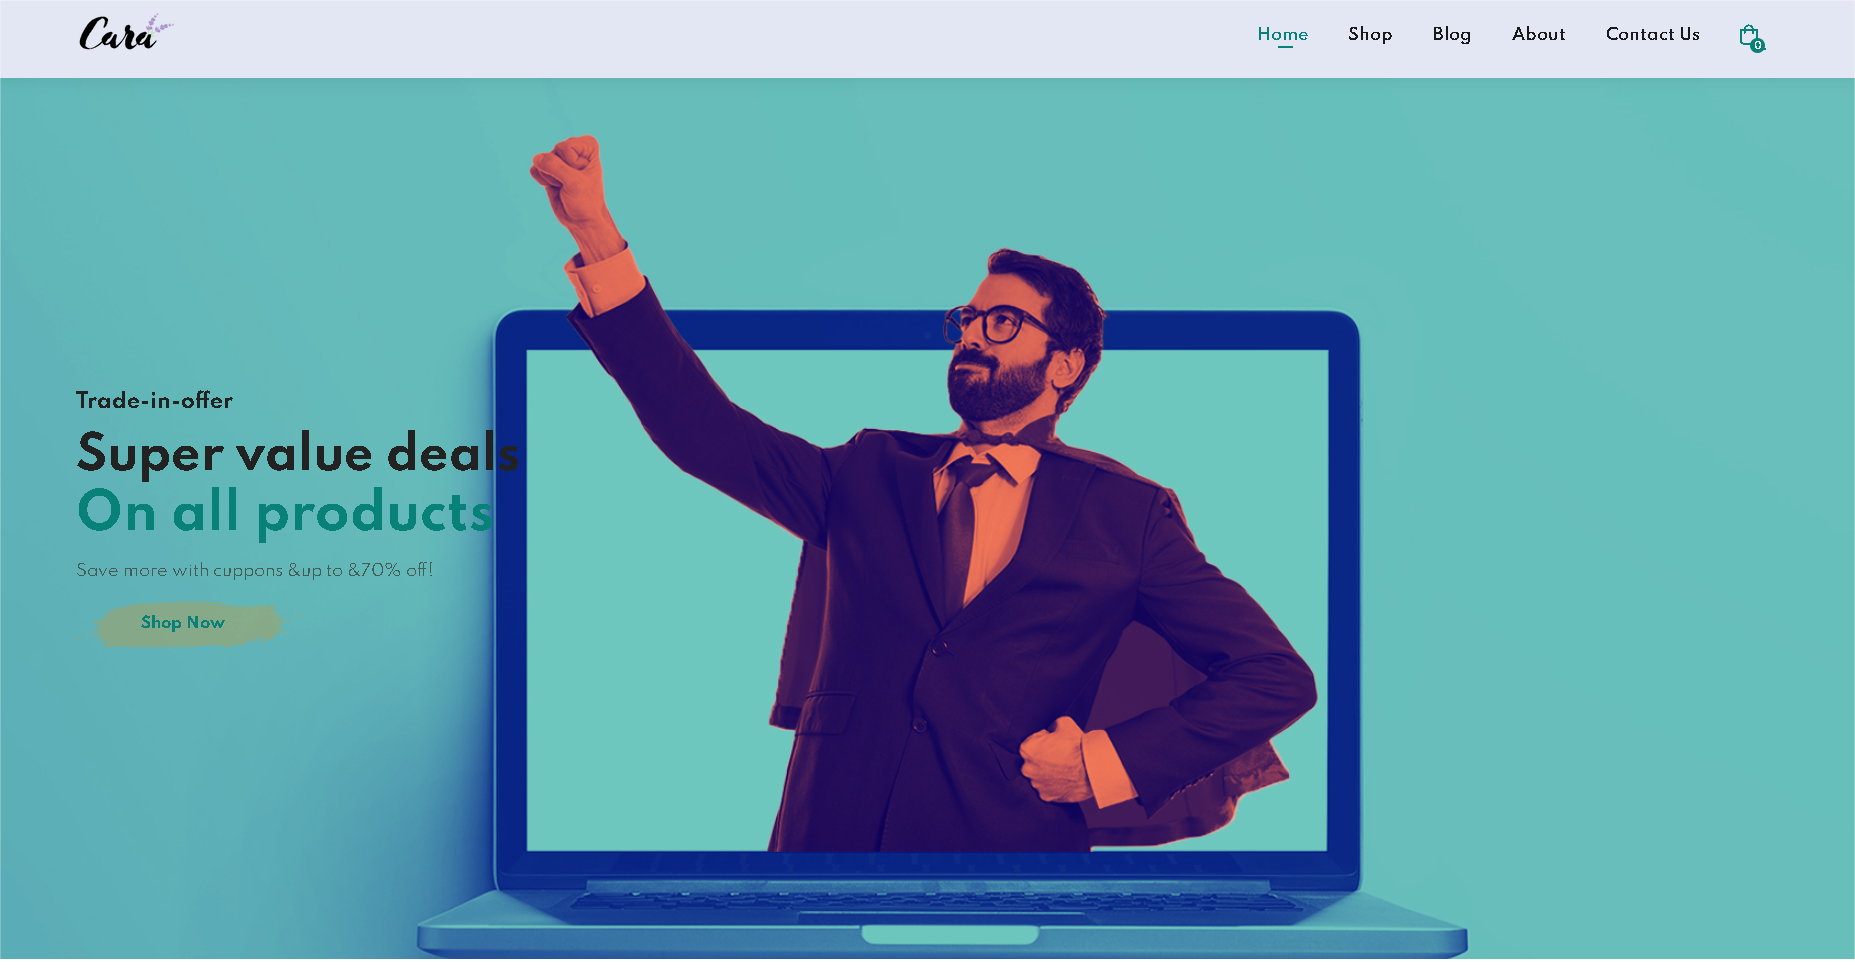 Cara
Home Shop Blog About Contact Us 0
Trade-in-offer
Super value deals
On all products
Save more with cuppons &up to &70% off!
Shop Now